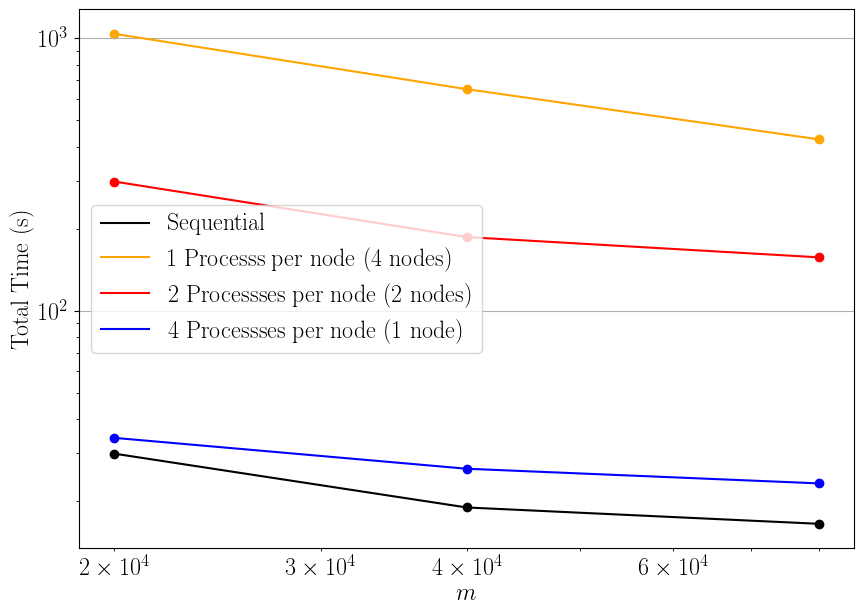 10^3
10^2
Total Time (s)
Sequential
1 Processs per node (4 nodes)
2 Processses per node (2 nodes)
4 Processses per node (1 node)
2 × 10^4 3 × 10^4 4 × 10^4 6 × 10^4
m